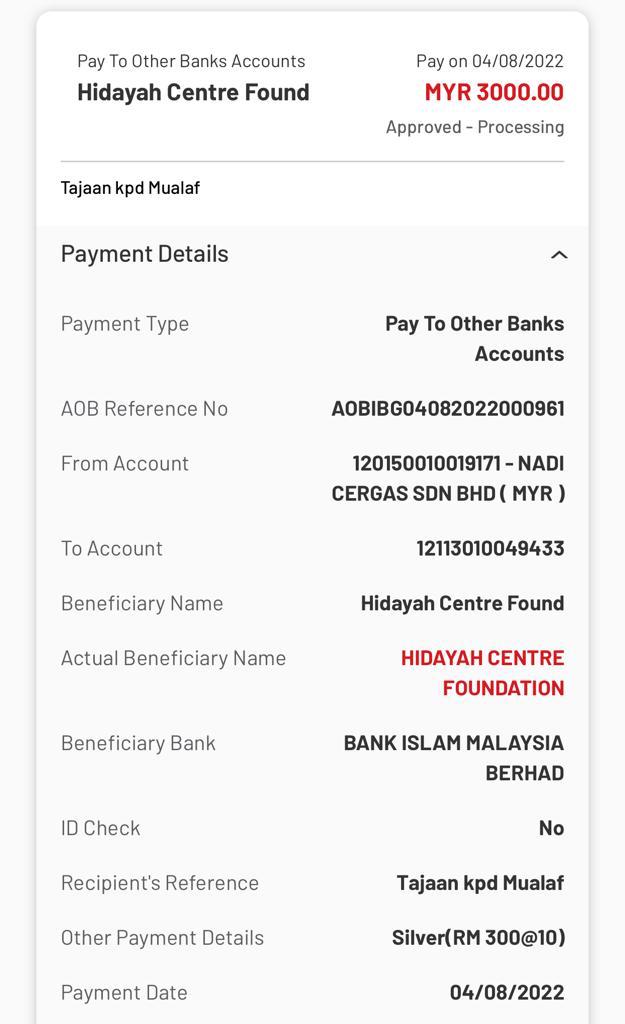 Pay To Other Banks Accounts
Pay on 04/08/2022
Hidayah Centre Found
MYR 3000.00
Approved - Processing
Tajaan kpd Mualaf
Payment Details
Payment Type
Pay To Other Banks
Accounts
AOB Reference No
AOBIBG04082022000961
From Account
120150010019171 - NADI
CERGAS SDN BHD ( MYR )
To Account
12113010049433
Beneficiary Name
Hidayah Centre Found
Actual Beneficiary Name
HIDAYAH CENTRE
FOUNDATION
Beneficiary Bank
BANK ISLAM MALAYSIA
BERHAD
ID Check
No
Recipient's Reference
Tajaan kpd Mualaf
Other Payment Details
Silver(RM 300@10)
Payment Date
04/08/2022